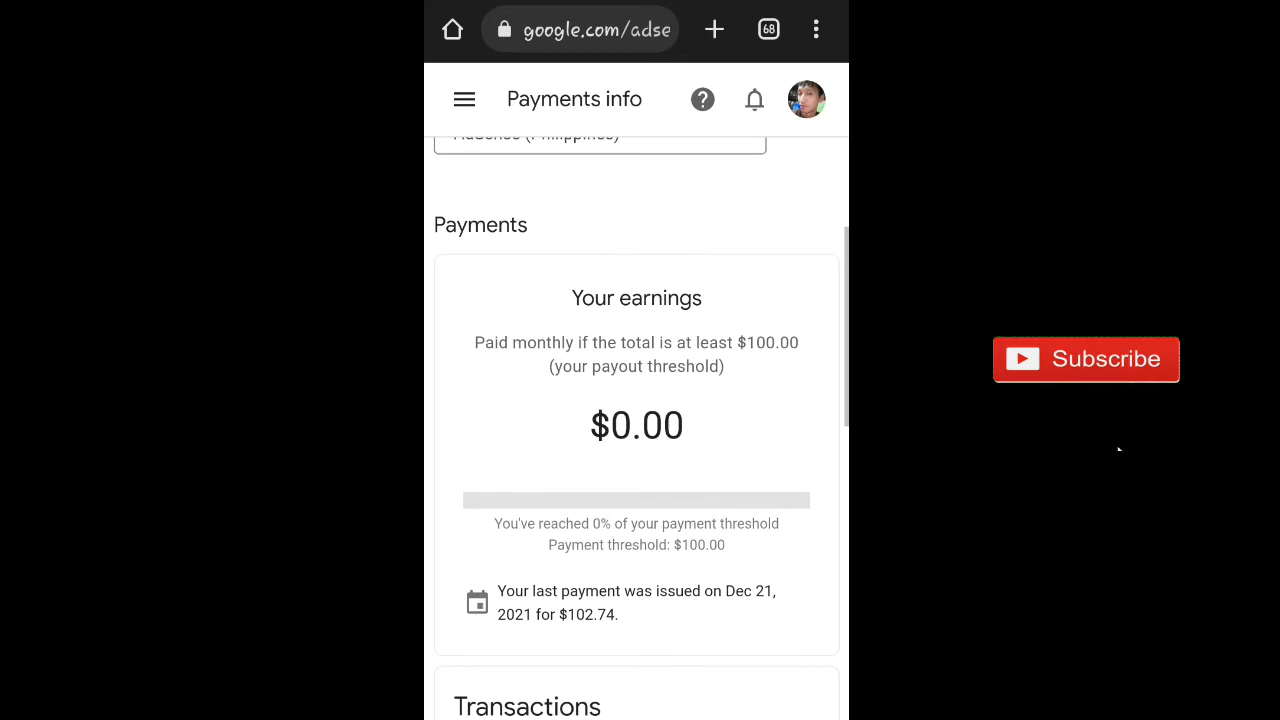 google.com/adse
68
Payments info
AdSense (Philippines)
Payments
Your earnings
Paid monthly if the total is at least $100.00
(your payout threshold)
$0.00
You've reached 0% of your payment threshold
Payment threshold: $100.00
Your last payment was issued on Dec 21,
2021 for $102.74.
Transactions
Subscribe